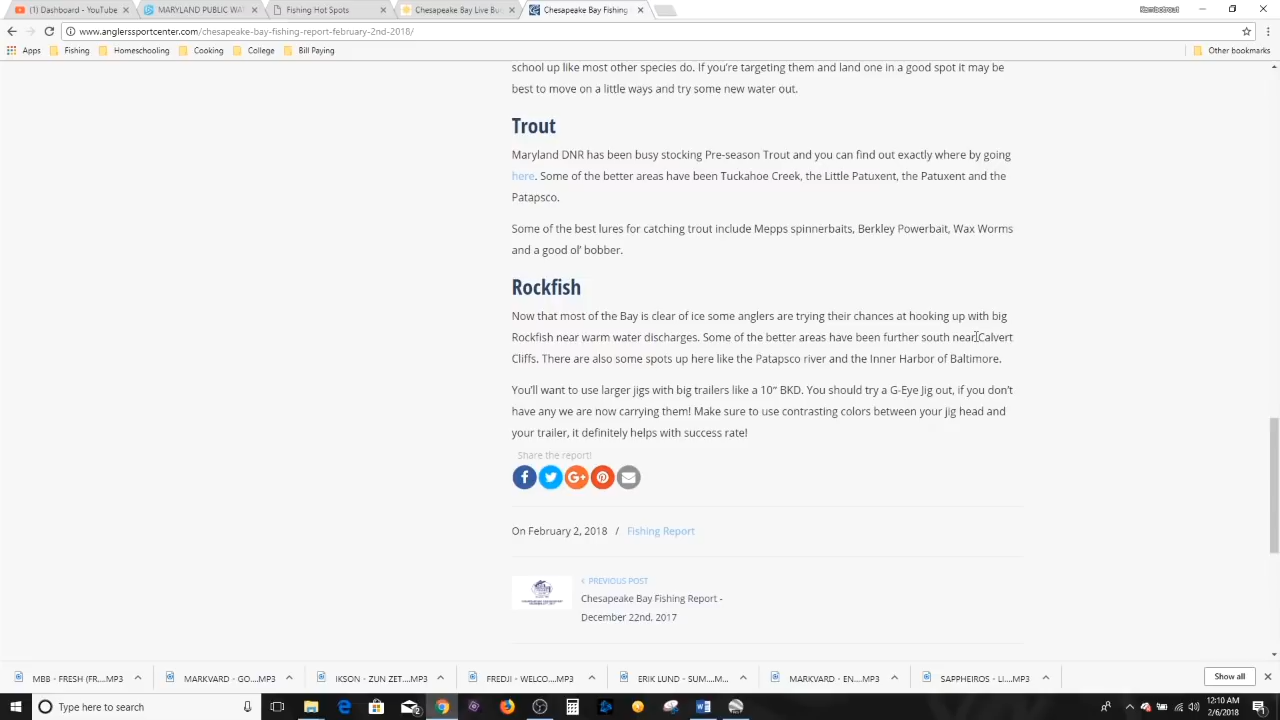 (1) Dashboard - YouTube
MARYLAND PUBLIC WA
Fishing Hot Spots
Chesapeake Bay Live Bu
Chesapeake Bay Fishing
www.anglerssportcenter.com/chesapeake-bay-fishing-report-february-2nd-2018/
Apps Fishing Homeschooling Cooking College Bill Paying Other bookmarks
school up like most other species do. If you're targeting them and land one in a good spot it may be
best to move on a little ways and try some new water out.
Trout
Maryland DNR has been busy stocking Pre-season Trout and you can find out exactly where by going
here. Some of the better areas have been Tuckahoe Creek, the Little Patuxent, the Patuxent and the
Patapsco.
Some of the best lures for catching trout include Mepps spinnerbaits, Berkley Powerbait, Wax Worms
and a good ol' bobber.
Rockfish
Now that most of the Bay is clear of ice some anglers are trying their chances at hooking up with big
Rockfish near warm water discharges. Some of the better areas have been further south near Calvert
Cliffs. There are also some spots up here like the Patapsco river and the Inner Harbor of Baltimore.
You'll want to use larger jigs with big trailers like a 10" BKD. You should try a G-Eye Jig out, if you don't
have any we are now carrying them! Make sure to use contrasting colors between your jig head and
your trailer, it definitely helps with success rate!
Share the report!
On February 2, 2018 / Fishing Report
‹ PREVIOUS POST
Chesapeake Bay Fishing Report -
December 22nd, 2017
MBB - FRESH (FR....MP3
MARKVARD - GO....MP3
IKSON - ZUN ZET....MP3
FREDJI - WELCO....MP3
ERIK LUND - SUM....M...
MARKVARD - EN....MP3
SAPPHEIROS - LI....MP3
Show all
Type here to search
12:10 AM
2/6/2018